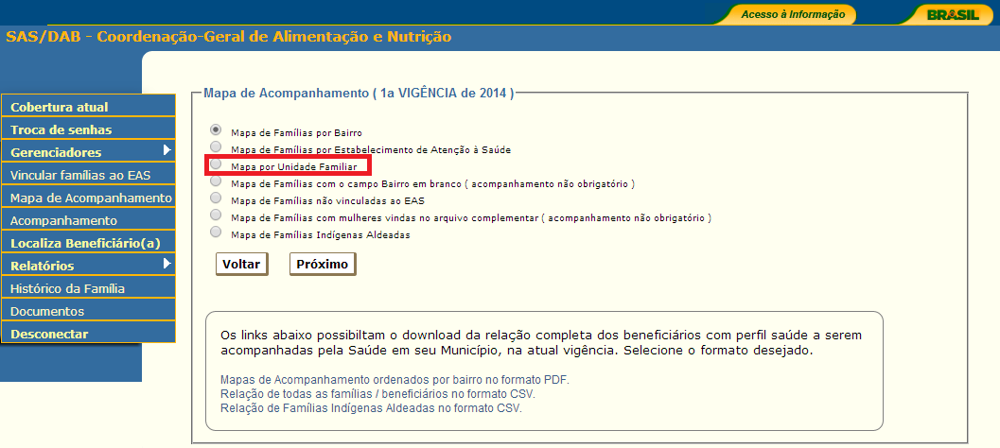 Acesso à Informação
BRASIL
SAS/DAB - Coordenação-Geral de Alimentação e Nutrição
Cobertura atual
Troca de senhas
Gerenciadores
Vincular famílias ao EAS
Mapa de Acompanhamento
Acompanhamento
Localiza Beneficiário(a)
Relatórios
Histórico da Família
Documentos
Desconectar
Mapa de Acompanhamento ( 1a VIGÊNCIA de 2014 )
Mapa de Famílias por Bairro
Mapa de Famílias por Estabelecimento de Atenção à Saúde
Mapa por Unidade Familiar
Mapa de Famílias com o campo Bairro em branco ( acompanhamento não obrigatório )
Mapa de Famílias não vinculadas ao EAS
Mapa de Famílias com mulheres vindas no arquivo complementar ( acompanhamento não obrigatório )
Mapa de Famílias Indígenas Aldeadas
Voltar
Próximo
Os links abaixo possibiltam o download da relação completa dos beneficiários com perfil saúde a serem
acompanhadas pela Saúde em seu Município, na atual vigência. Selecione o formato desejado.
Mapas de Acompanhamento ordenados por bairro no formato PDF.
Relação de todas as famílias / beneficiários no formato CSV.
Relação de Famílias Indígenas Aldeadas no formato CSV.